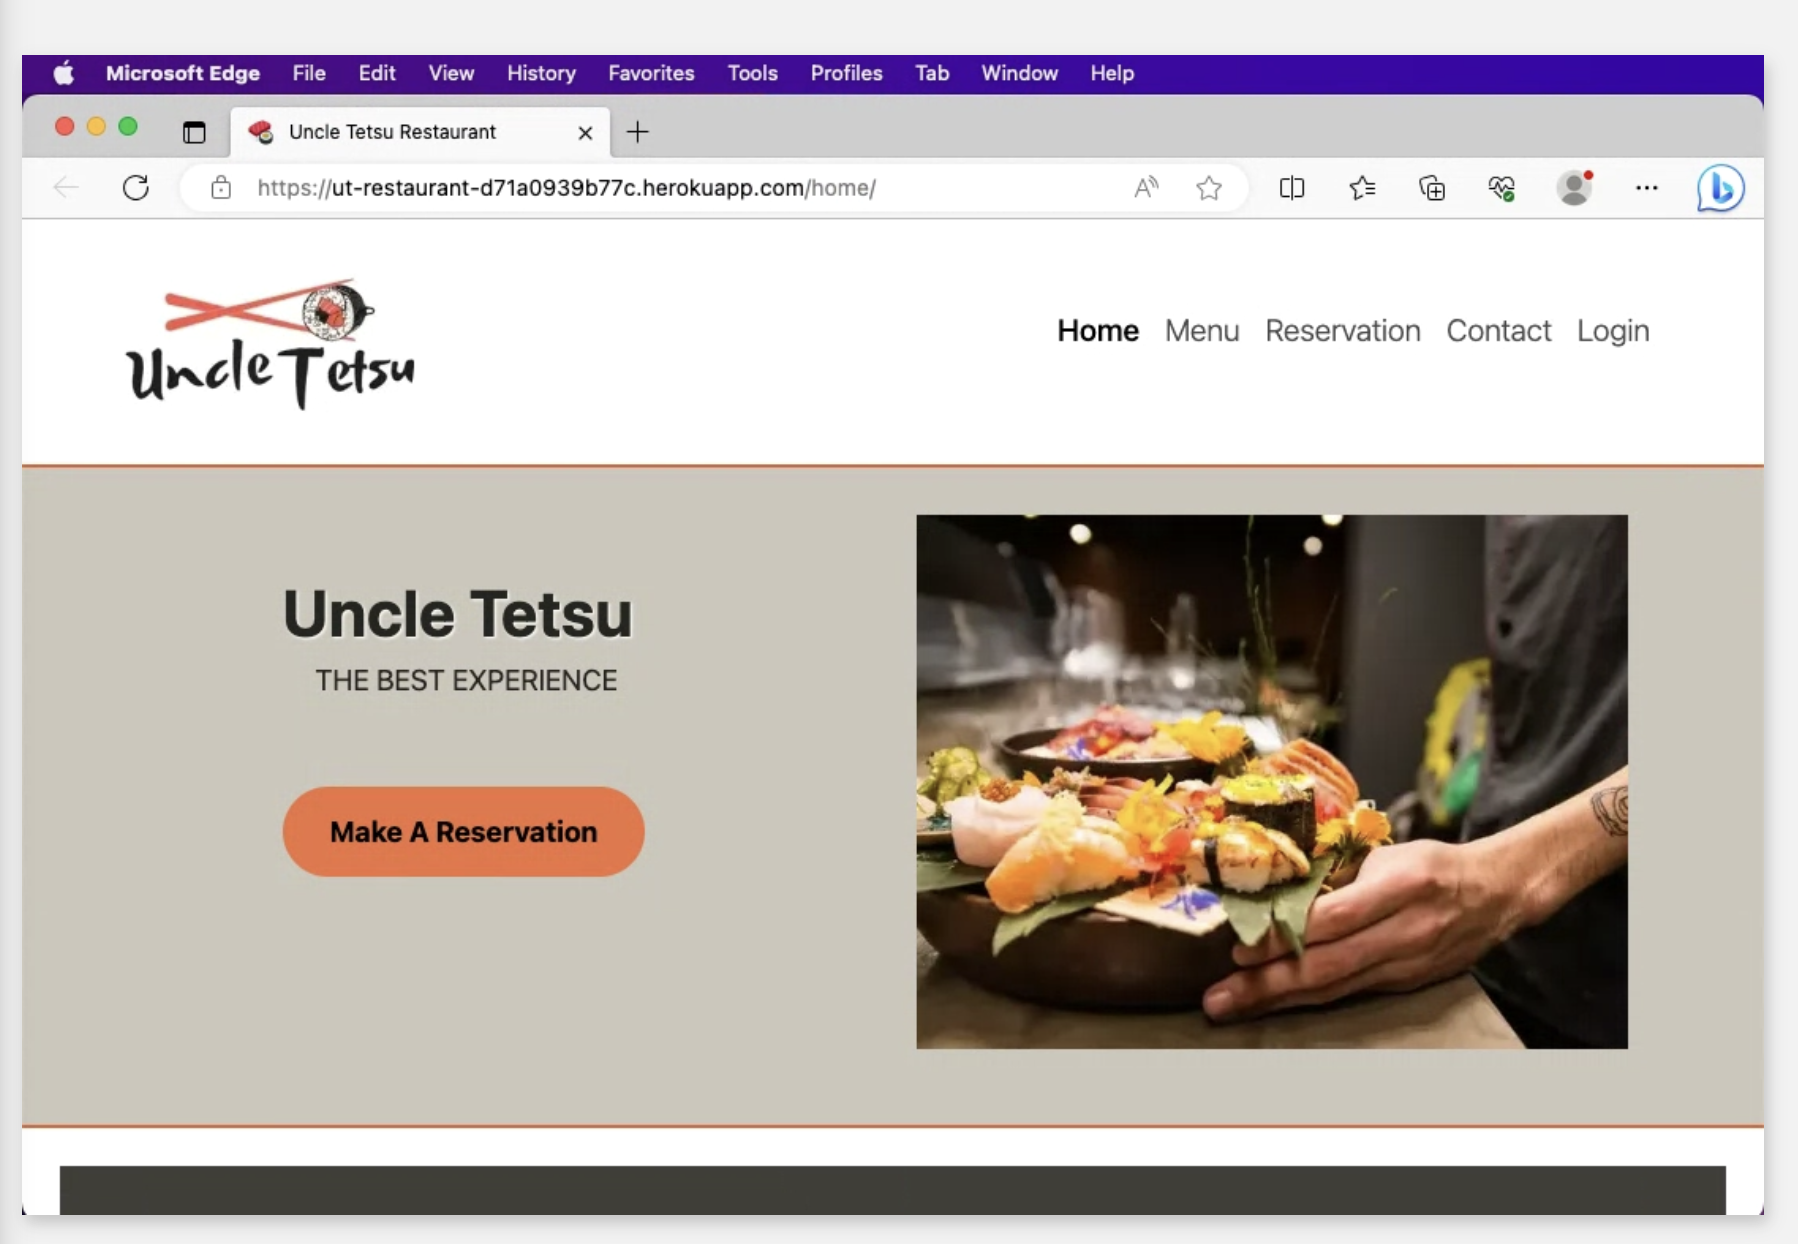 Microsoft Edge File Edit View History Favorites Tools Profiles Tab Window Help
Uncle Tetsu Restaurant
https://ut-restaurant-d71a0939b77c.herokuapp.com/home/
Uncle Tetsu
Home Menu Reservation Contact Login
Uncle Tetsu
THE BEST EXPERIENCE
Make A Reservation